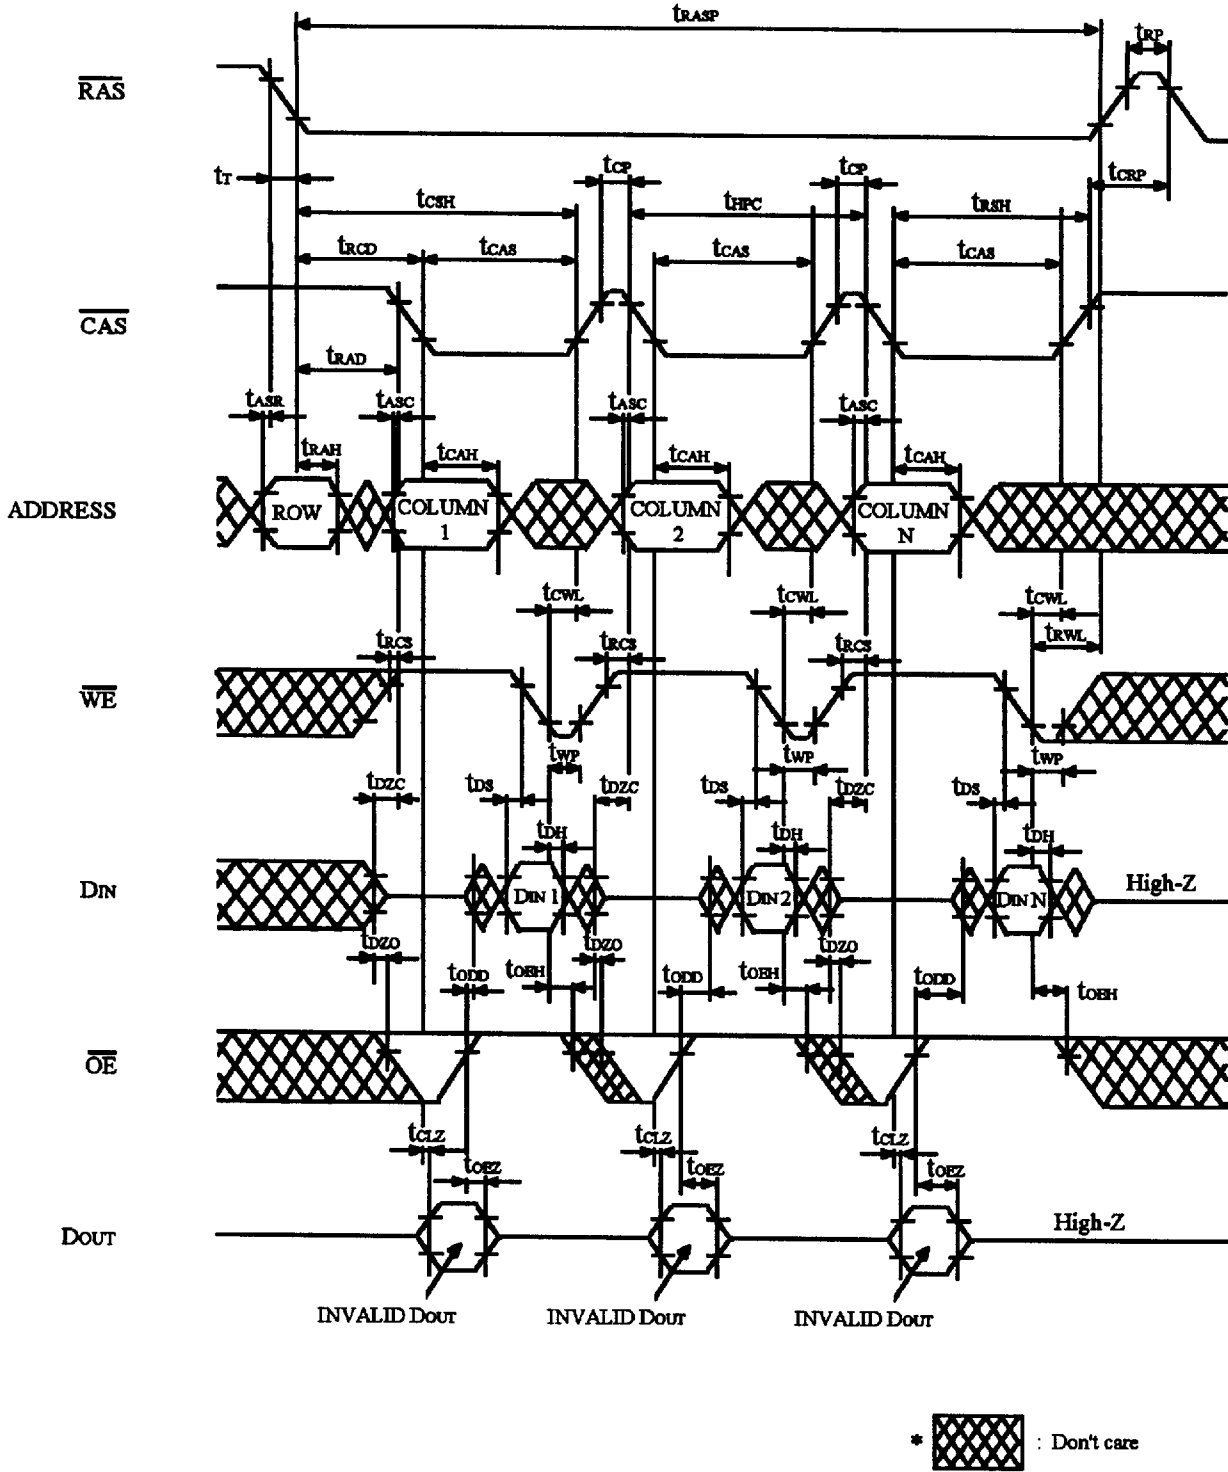 tRASP
tRP
RAS
tT
tCP
tCP
tCRP
tCSH
tHPC
tRSH
tRCD
tCAS
tCAS
tCAS
CAS
tRAD
tASR
tASC
tASC
tASC
tRAH
tCAH
tCAH
tCAH
ADDRESS
ROW
COLUMN 1
COLUMN 2
COLUMN N
tCWL
tCWL
tCWL
tRCS
tRCS
tRCS
tRWL
WE
tWP
tWP
tWP
tDZC
tDS
tDZC
tDS
tDZC
tDS
tDH
tDH
tDH
DIN
DIN 1
DIN 2
DIN N
High-Z
tDZO
tODD
tOEH
tDZO
tODD
tOEH
tDZO
tODD
tOEH
OE
tCLZ
tCLZ
tCLZ
tOEZ
tOEZ
tOEZ
DOUT
High-Z
INVALID DOUT
INVALID DOUT
INVALID DOUT
* : Don't care